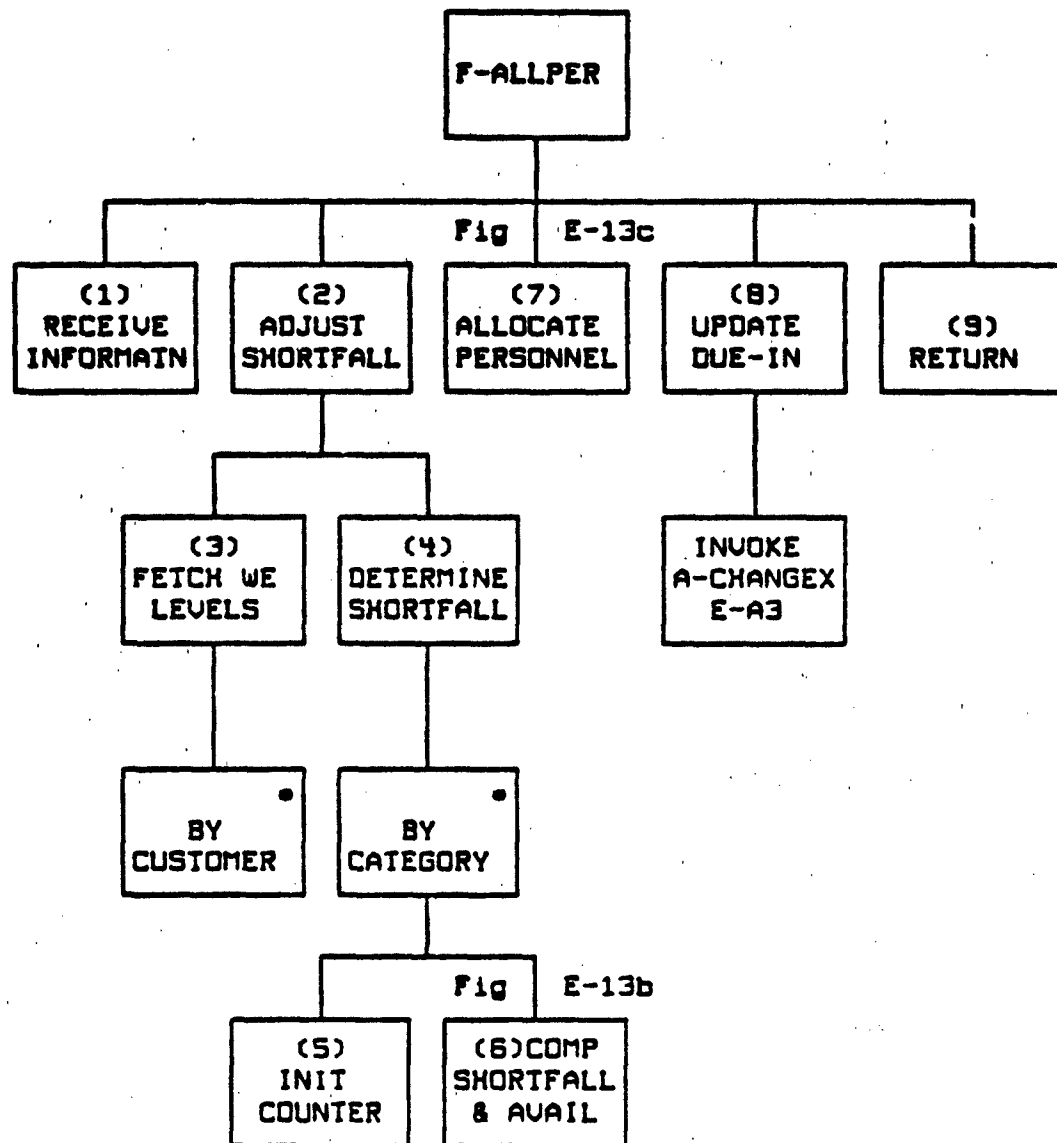 F-ALLPER
Fig E-13c
(1)
RECEIVE
INFORMATN
(2)
ADJUST
SHORTFALL
(7)
ALLOCATE
PERSONNEL
(8)
UPDATE
DUE-IN
(9)
RETURN
(3)
FETCH WE
LEVELS
(4)
DETERMINE
SHORTFALL
INVOKE
A-CHANGEX
E-A3
BY
CUSTOMER
BY
CATEGORY
Fig E-13b
(5)
INIT
COUNTER
(6)COMP
SHORTFALL
& AVAIL